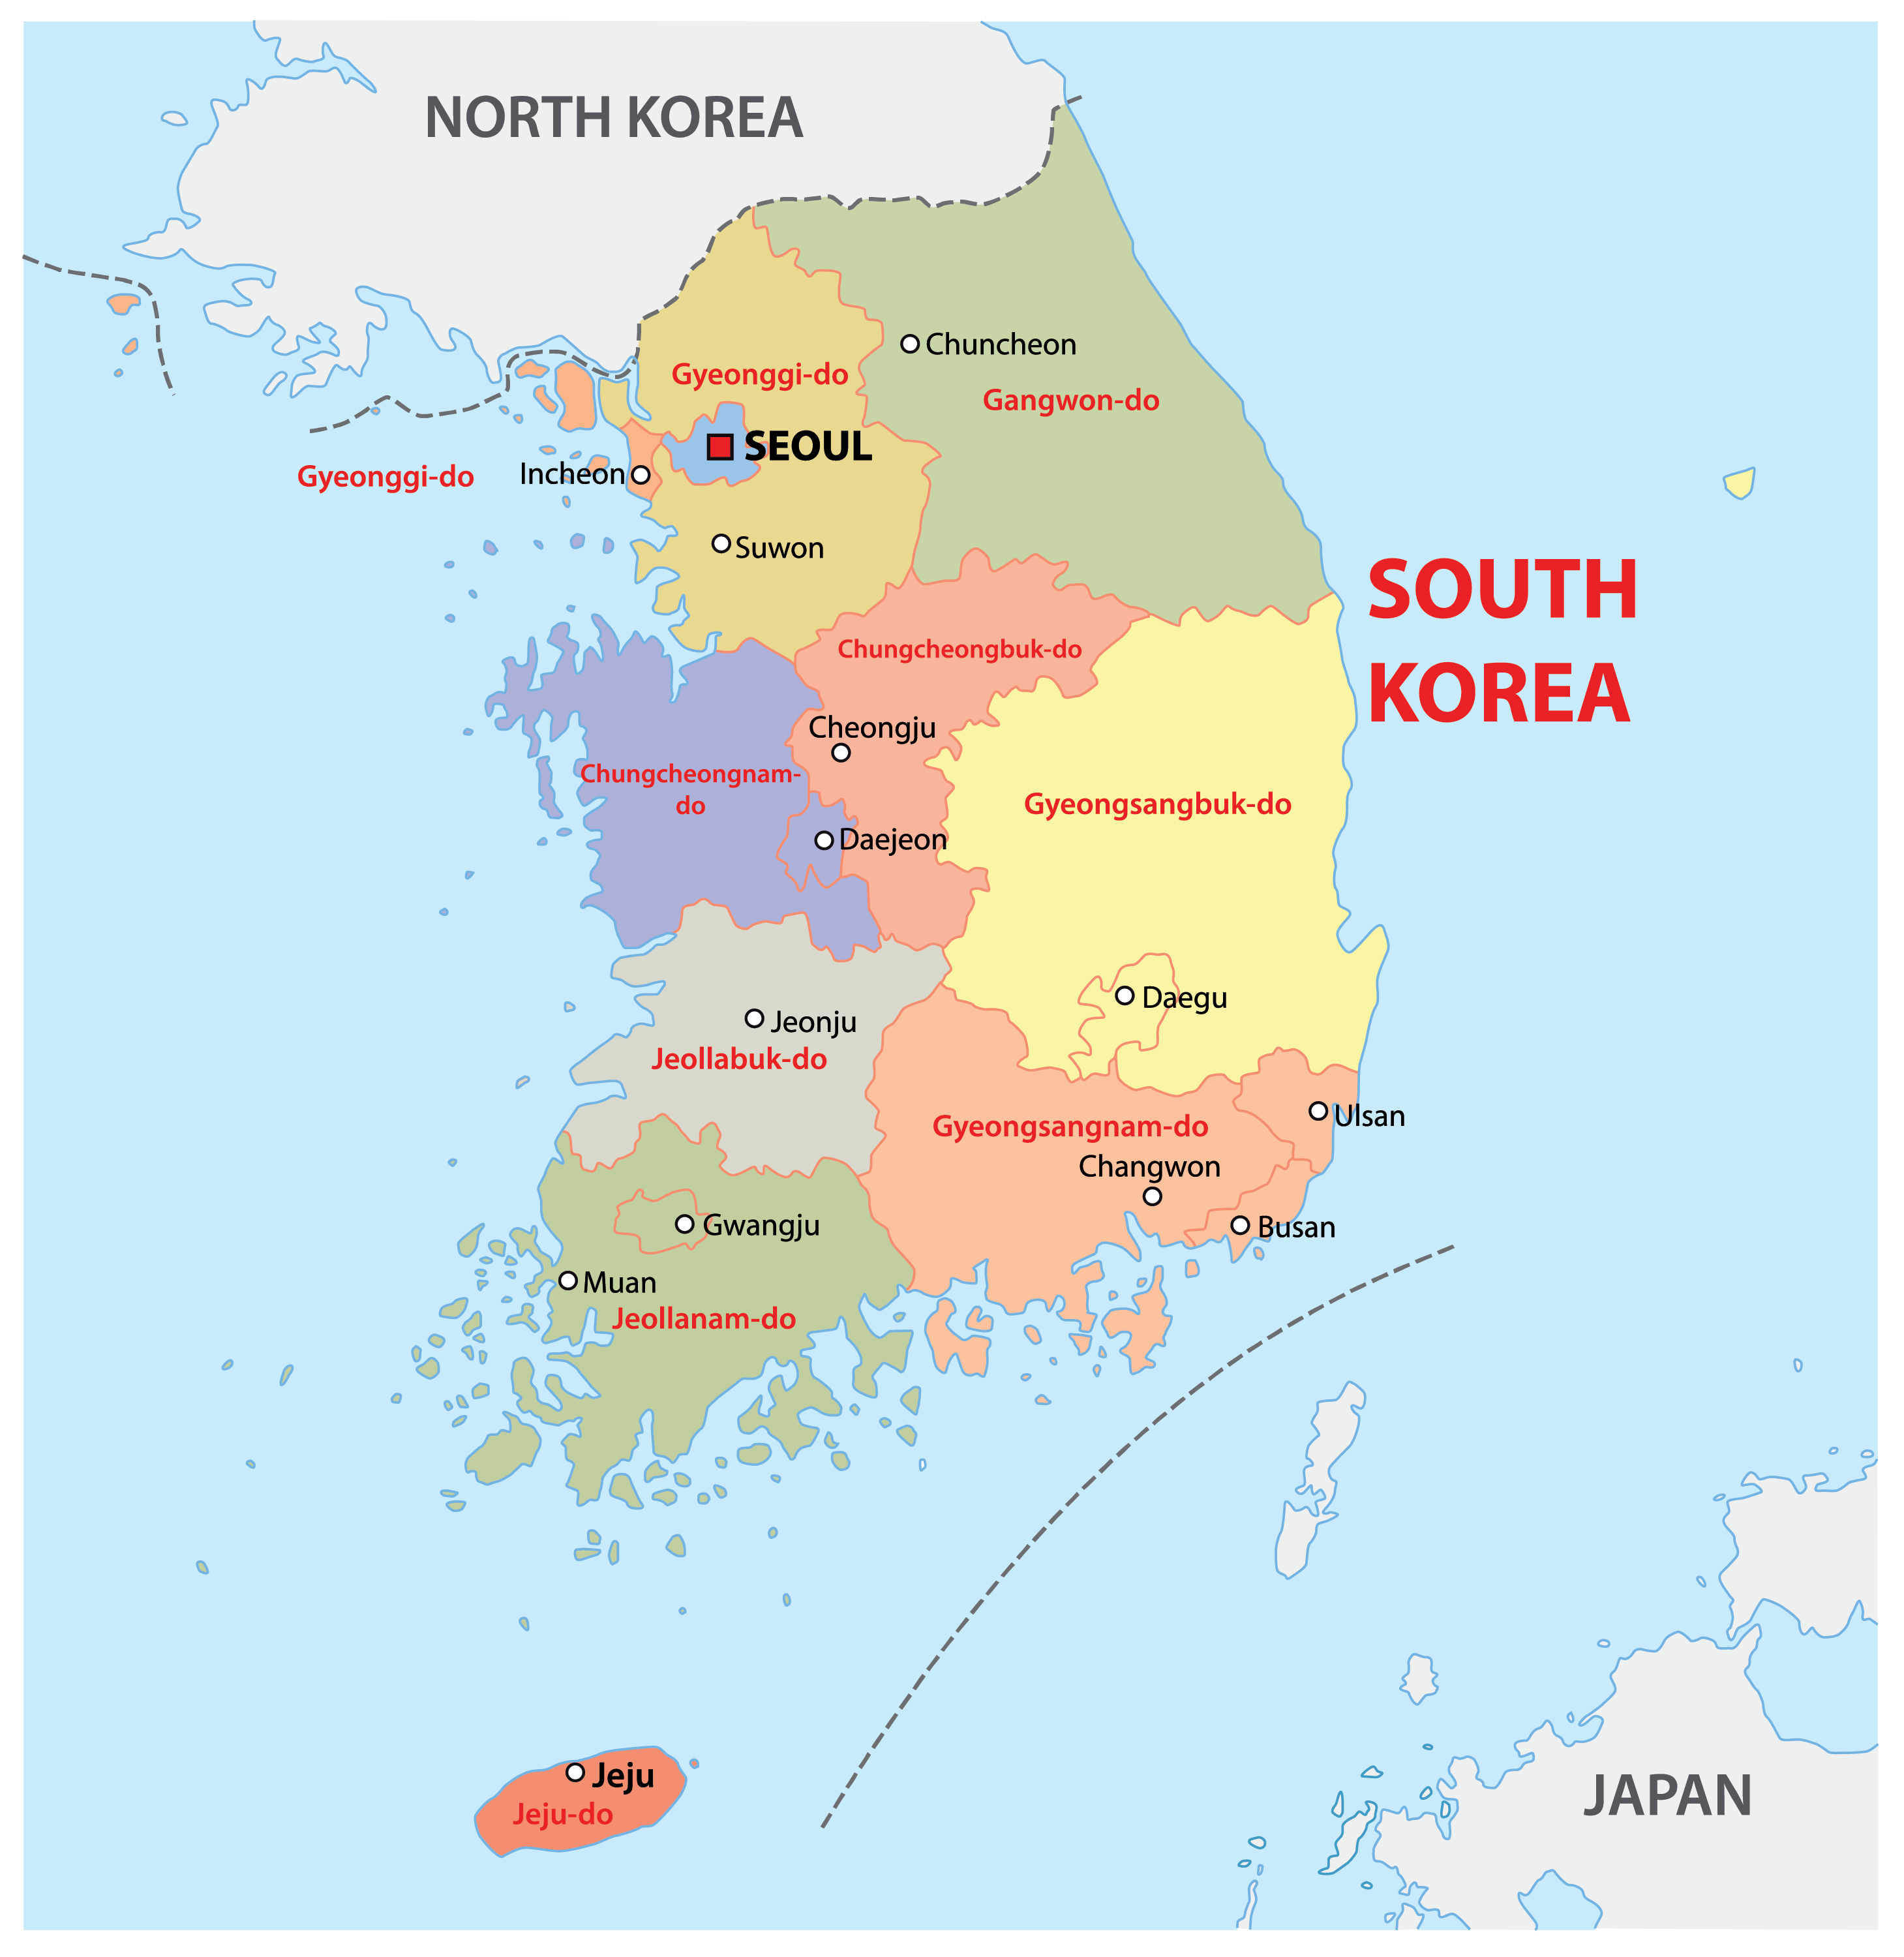 NORTH KOREA
Chuncheon
Gyeonggi-do
Gangwon-do
SEOUL
Incheon
Gyeonggi-do
Suwon
SOUTH
KOREA
Chungcheongbuk-do
Cheongju
Chungcheongnam-
do
Gyeongsangbuk-do
Daejeon
Daegu
Jeonju
Jeollabuk-do
Ulsan
Gyeongsangnam-do
Changwon
Gwangju
Busan
Muan
Jeollanam-do
Jeju
Jeju-do
JAPAN